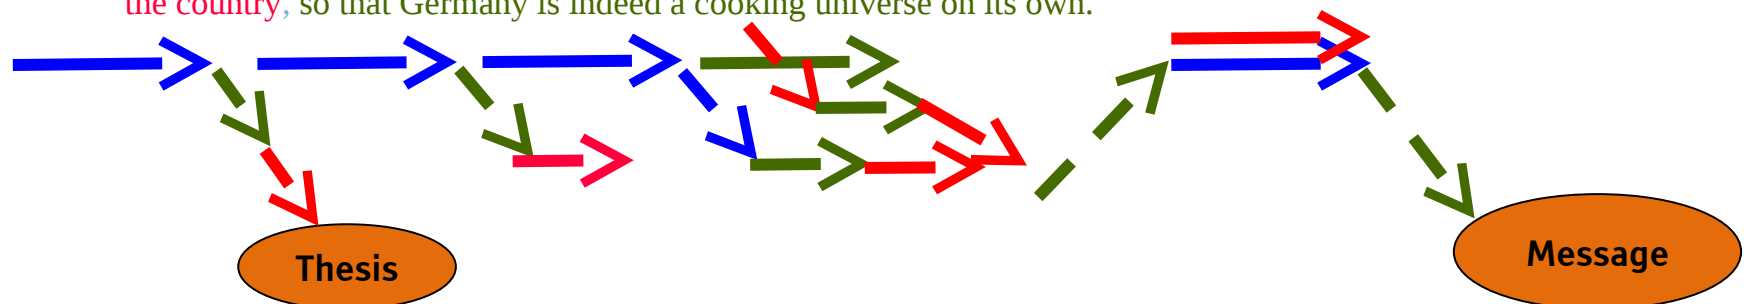 the country, so that Germany is indeed a cooking universe on its own.
Thesis
Message